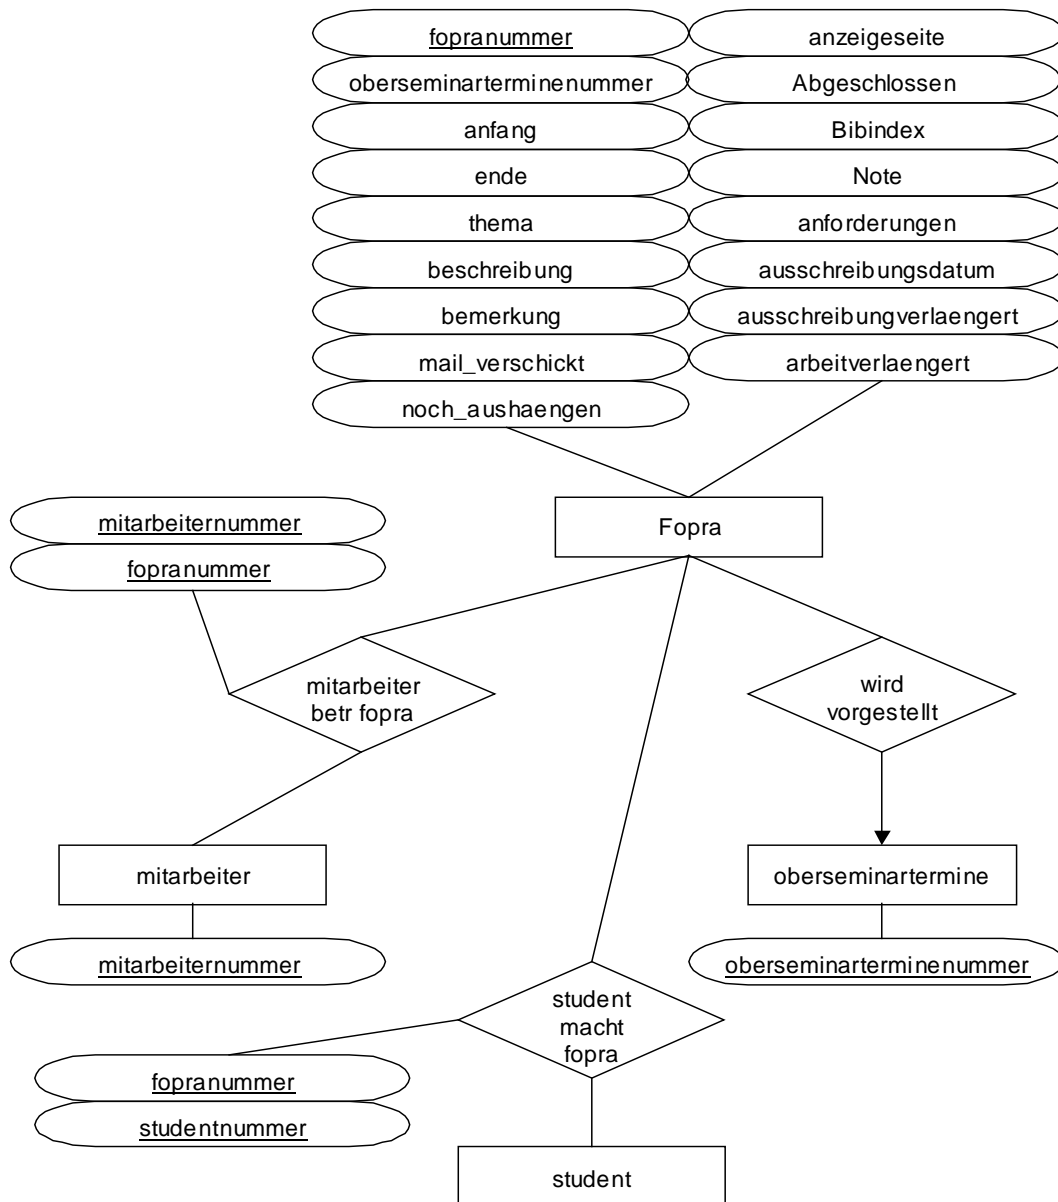 fopranummer
oberseminarterminenummer
anfang
ende
thema
beschreibung
bemerkung
mail_verschickt
noch_aushaengen
anzeigeseite
Abgeschlossen
Bibindex
Note
anforderungen
ausschreibungsdatum
ausschreibungverlaengert
arbeitverlaengert
Fopra
mitarbeiternummer
fopranummer
mitarbeiter
betr fopra
wird
vorgestellt
mitarbeiter
mitarbeiternummer
oberseminartermine
oberseminarterminenummer
student
macht
fopra
fopranummer
studentnummer
student